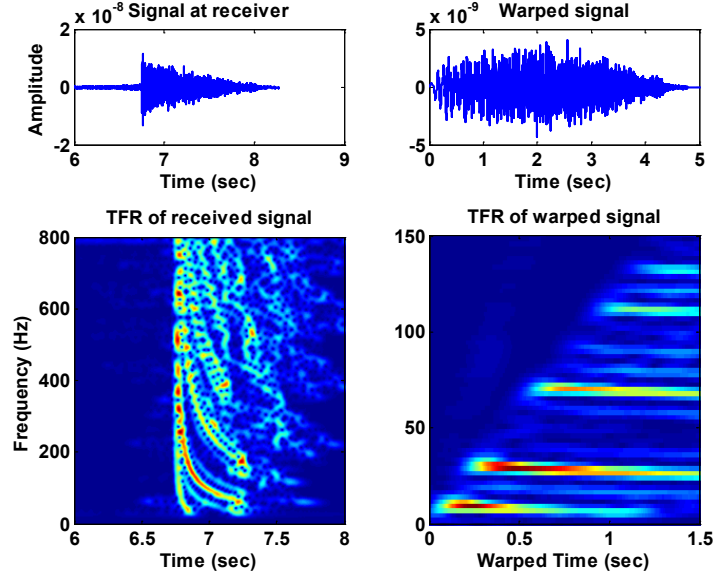 x 10^-8
Signal at receiver
2
0
-2
Amplitude
6
7
8
9
Time (sec)
x 10^-9
Warped signal
5
0
-5
0
1
2
3
4
5
Time (sec)
TFR of received signal
800
600
400
200
0
Frequency (Hz)
6
6.5
7
7.5
8
Time (sec)
TFR of warped signal
150
100
50
0
0
0.5
1
1.5
Warped Time (sec)